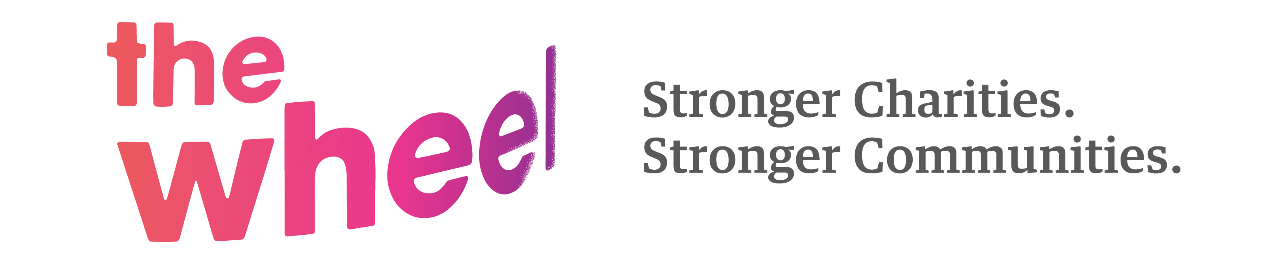 the
wheel
Stronger Charities.
Stronger Communities.